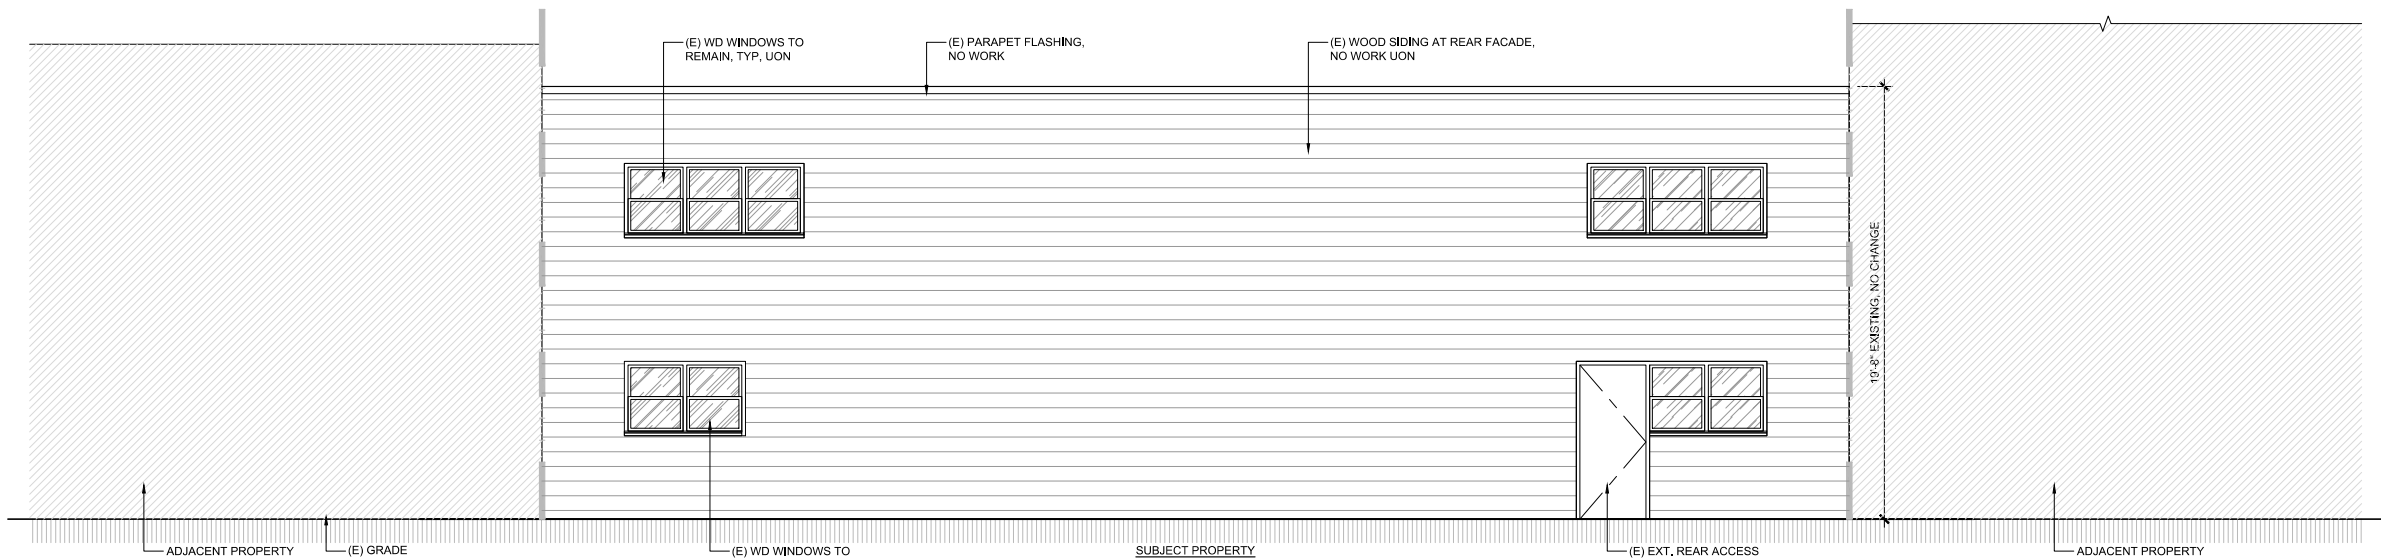 (E) WD WINDOWS TO
REMAIN, TYP, UON
(E) PARAPET FLASHING,
NO WORK
(E) WOOD SIDING AT REAR FACADE,
NO WORK UON
19'-8" EXISTING, NO CHANGE
ADJACENT PROPERTY
(E) GRADE
(E) WD WINDOWS TO
SUBJECT PROPERTY
(E) EXT. REAR ACCESS
ADJACENT PROPERTY